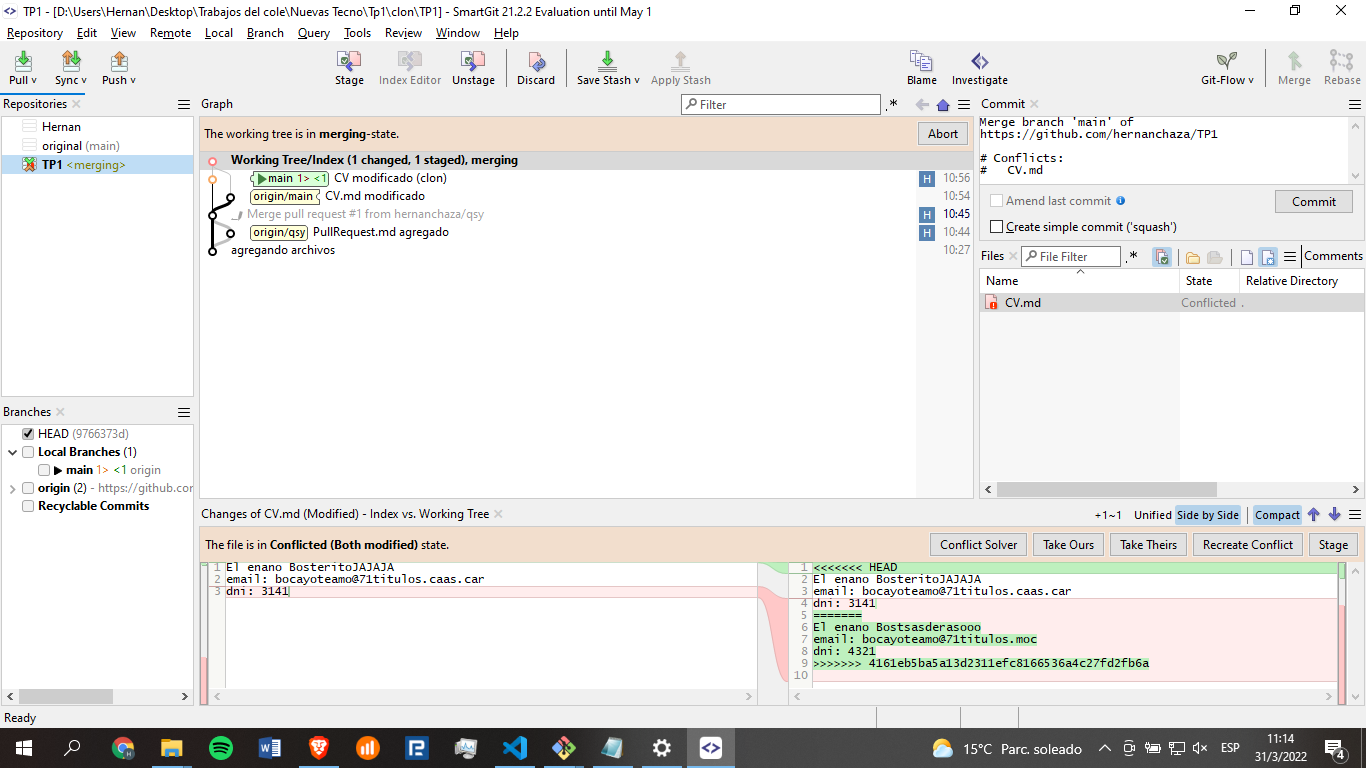 TP1 - [D:\Users\Hernan\Desktop\Trabajos del cole\Nuevas Tecno\Tp1\clon\TP1] - SmartGit 21.2.2 Evaluation until May 1
Repository Edit View Remote Local Branch Query Tools Review Window Help
Pull Sync Push Stage Index Editor Unstage Discard Save Stash Apply Stash Blame Investigate Git-Flow Merge Rebase
Repositories
Hernan
original (main)
TP1 <merging>
Graph
Filter
.*
The working tree is in merging-state.
Abort
Working Tree/Index (1 changed, 1 staged), merging
main 1> <1 CV modificado (clon) H 10:56
origin/main CV.md modificado 10:54
Merge pull request #1 from hernanchaza/qsy H 10:45
origin/qsy PullRequest.md agregado H 10:44
agregando archivos 10:27
Commit
Merge branch 'main' of
https://github.com/hernanchaza/TP1
# Conflicts:
# CV.md
Amend last commit
Commit
Create simple commit ('squash')
Files
File Filter
.*
Comments
Name State Relative Directory
CV.md Conflicted .
Branches
HEAD (9766373d)
Local Branches (1)
main 1> <1 origin
origin (2) - https://github.cor
Recyclable Commits
Changes of CV.md (Modified) - Index vs. Working Tree
+1~1 Unified Side by Side Compact
The file is in Conflicted (Both modified) state.
Conflict Solver Take Ours Take Theirs Recreate Conflict Stage
1 El enano BosteritoJAJAJA
2 email: bocayoteamo@71titulos.caas.car
3 dni: 3141
1 <<<<<<< HEAD
2 El enano BosteritoJAJAJA
3 email: bocayoteamo@71titulos.caas.car
4 dni: 3141
5 =======
6 El enano Bostsasderasooo
7 email: bocayoteamo@71titulos.moc
8 dni: 4321
9 >>>>>>> 4161eb5ba5a13d2311efc8166536a4c27fd2fb6a
10
Ready
15°C Parc. soleado
ESP
11:14
31/3/2022
4